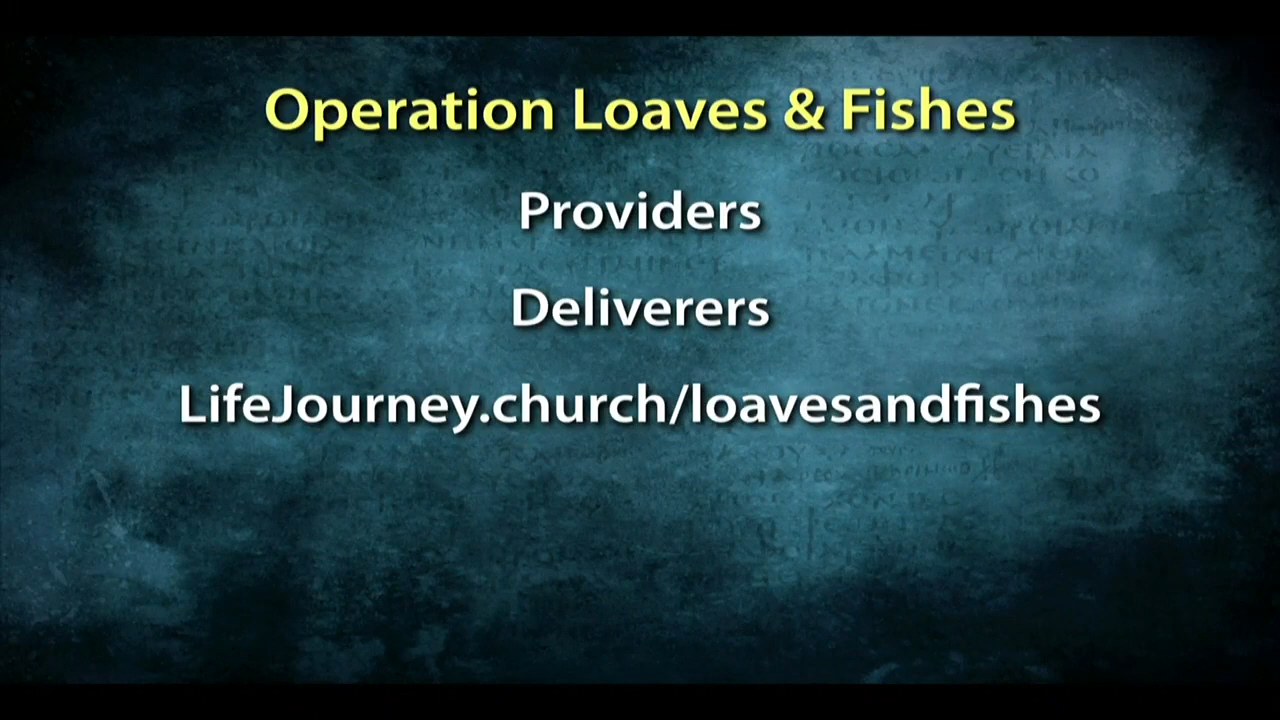 Operation Loaves & Fishes
Providers
Deliverers
LifeJourney.church/loavesandfishes